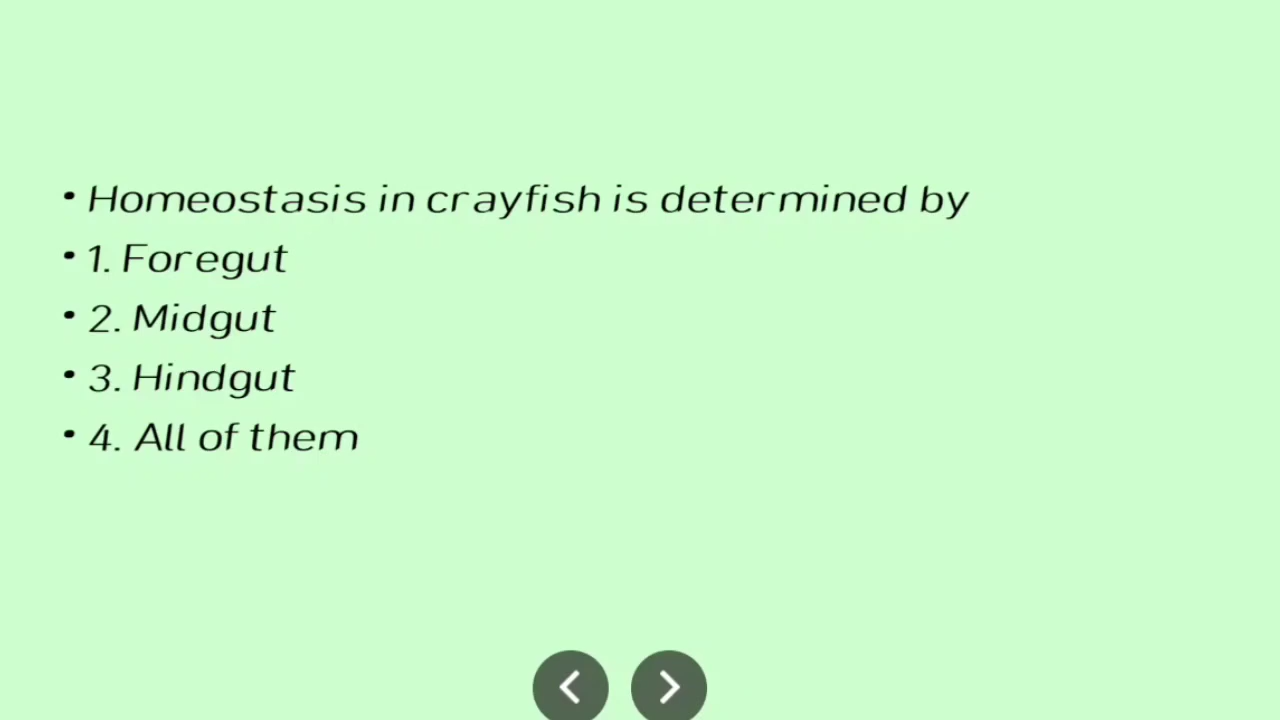 • Homeostasis in crayfish is determined by
• 1. Foregut
• 2. Midgut
• 3. Hindgut
• 4. All of them